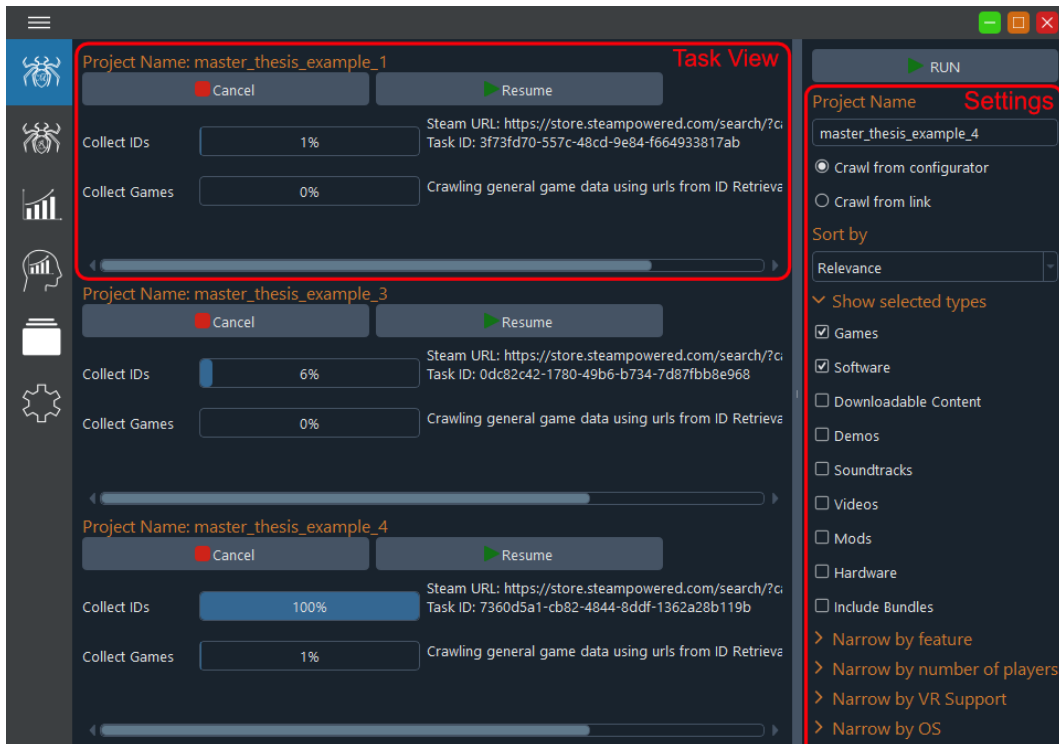 Task View
Project Name: master_thesis_example_1
Cancel
Resume
Collect IDs
1%
Steam URL: https://store.steampowered.com/search/?ca
Task ID: 3f73fd70-557c-48cd-9e84-f664933817ab
Collect Games
0%
Crawling general game data using urls from ID Retrieva
Project Name: master_thesis_example_3
Cancel
Resume
Collect IDs
6%
Steam URL: https://store.steampowered.com/search/?ca
Task ID: 0dc82c42-1780-49b6-b734-7d87fbb8e968
Collect Games
0%
Crawling general game data using urls from ID Retrieva
Project Name: master_thesis_example_4
Cancel
Resume
Collect IDs
100%
Steam URL: https://store.steampowered.com/search/?ca
Task ID: 7360d5a1-cb82-4844-8ddf-1362a28b119b
Collect Games
1%
Crawling general game data using urls from ID Retrieva
RUN
Settings
Project Name
master_thesis_example_4
Crawl from configurator
Crawl from link
Sort by
Relevance
Show selected types
Games
Software
Downloadable Content
Demos
Soundtracks
Videos
Mods
Hardware
Include Bundles
Narrow by feature
Narrow by number of players
Narrow by VR Support
Narrow by OS